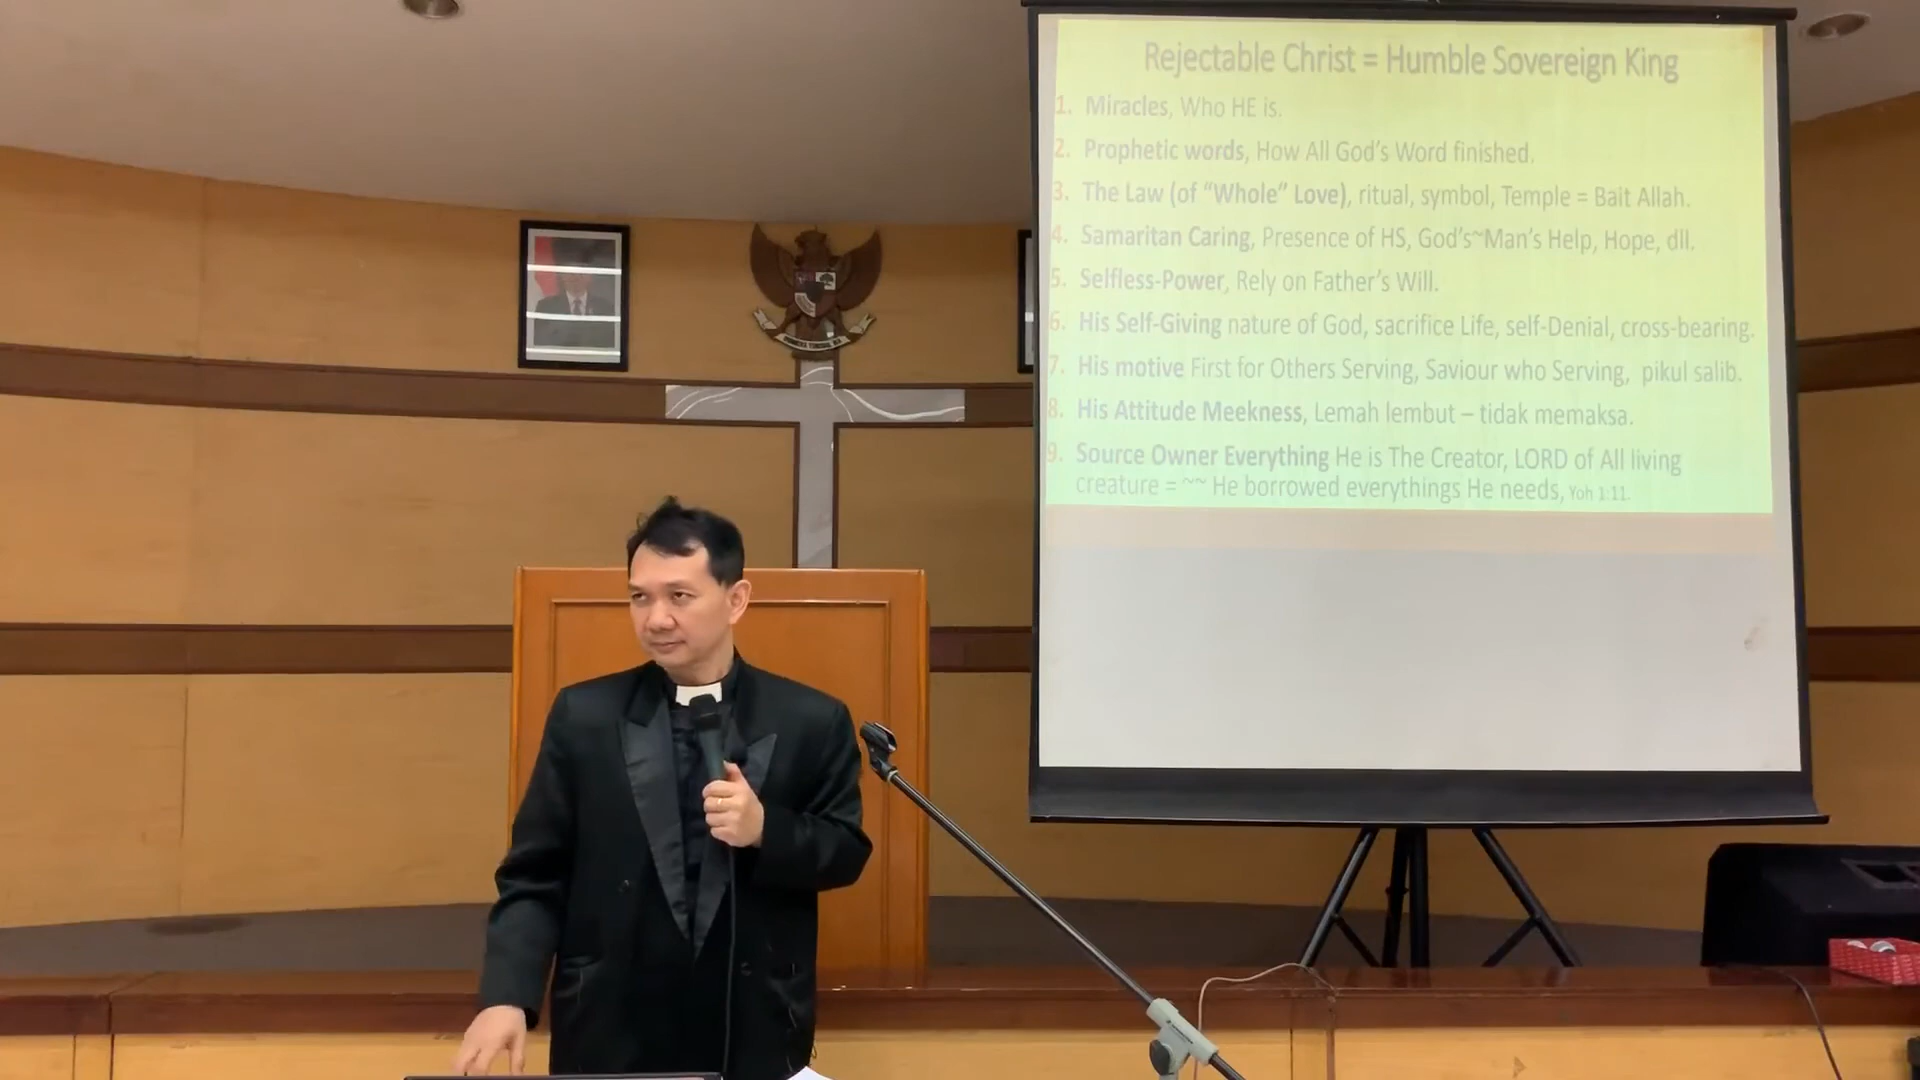 Rejectable Christ = Humble Sovereign King
1. Miracles, Who HE is.
2. Prophetic words, How All God's Word finished.
3. The Law (of "Whole" Love), ritual, symbol, Temple = Bait Allah.
4. Samaritan Caring, Presence of HS, God's~Man's Help, Hope, dll.
5. Selfless-Power, Rely on Father's Will.
6. His Self-Giving nature of God, sacrifice Life, self-Denial, cross-bearing.
7. His motive First for Others Serving, Saviour who Serving, pikul salib.
8. His Attitude Meekness, Lemah lembut – tidak memaksa.
9. Source Owner Everything He is The Creator, LORD of All living
creature = ~~ He borrowed everythings He needs, Yoh 1:11.